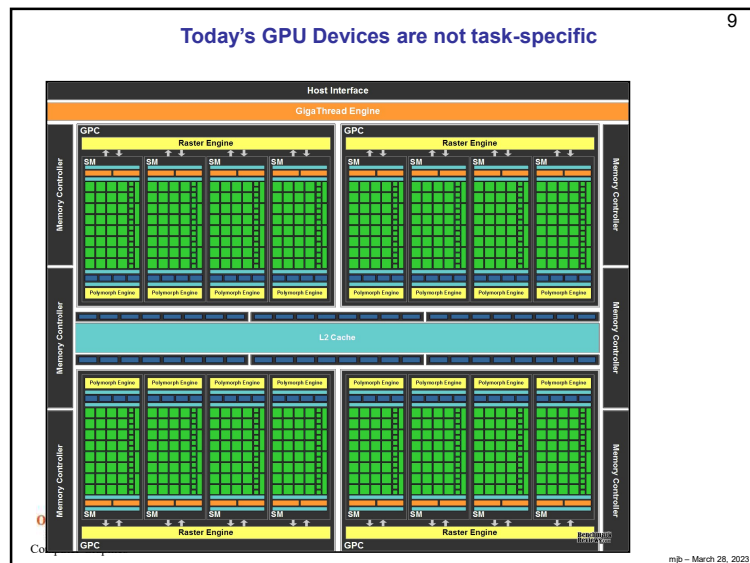 9
Today's GPU Devices are not task-specific
Host Interface
GigaThread Engine
Memory Controller
Memory Controller
Memory Controller
Memory Controller
Memory Controller
Memory Controller
GPC
Raster Engine
SM SM SM SM
Polymorph Engine Polymorph Engine Polymorph Engine Polymorph Engine
GPC
Raster Engine
SM SM SM SM
Polymorph Engine Polymorph Engine Polymorph Engine Polymorph Engine
L2 Cache
Polymorph Engine Polymorph Engine Polymorph Engine Polymorph Engine
SM SM SM SM
Raster Engine
GPC
Polymorph Engine Polymorph Engine Polymorph Engine Polymorph Engine
SM SM SM SM
Raster Engine
GPC
mjb – March 28, 2023